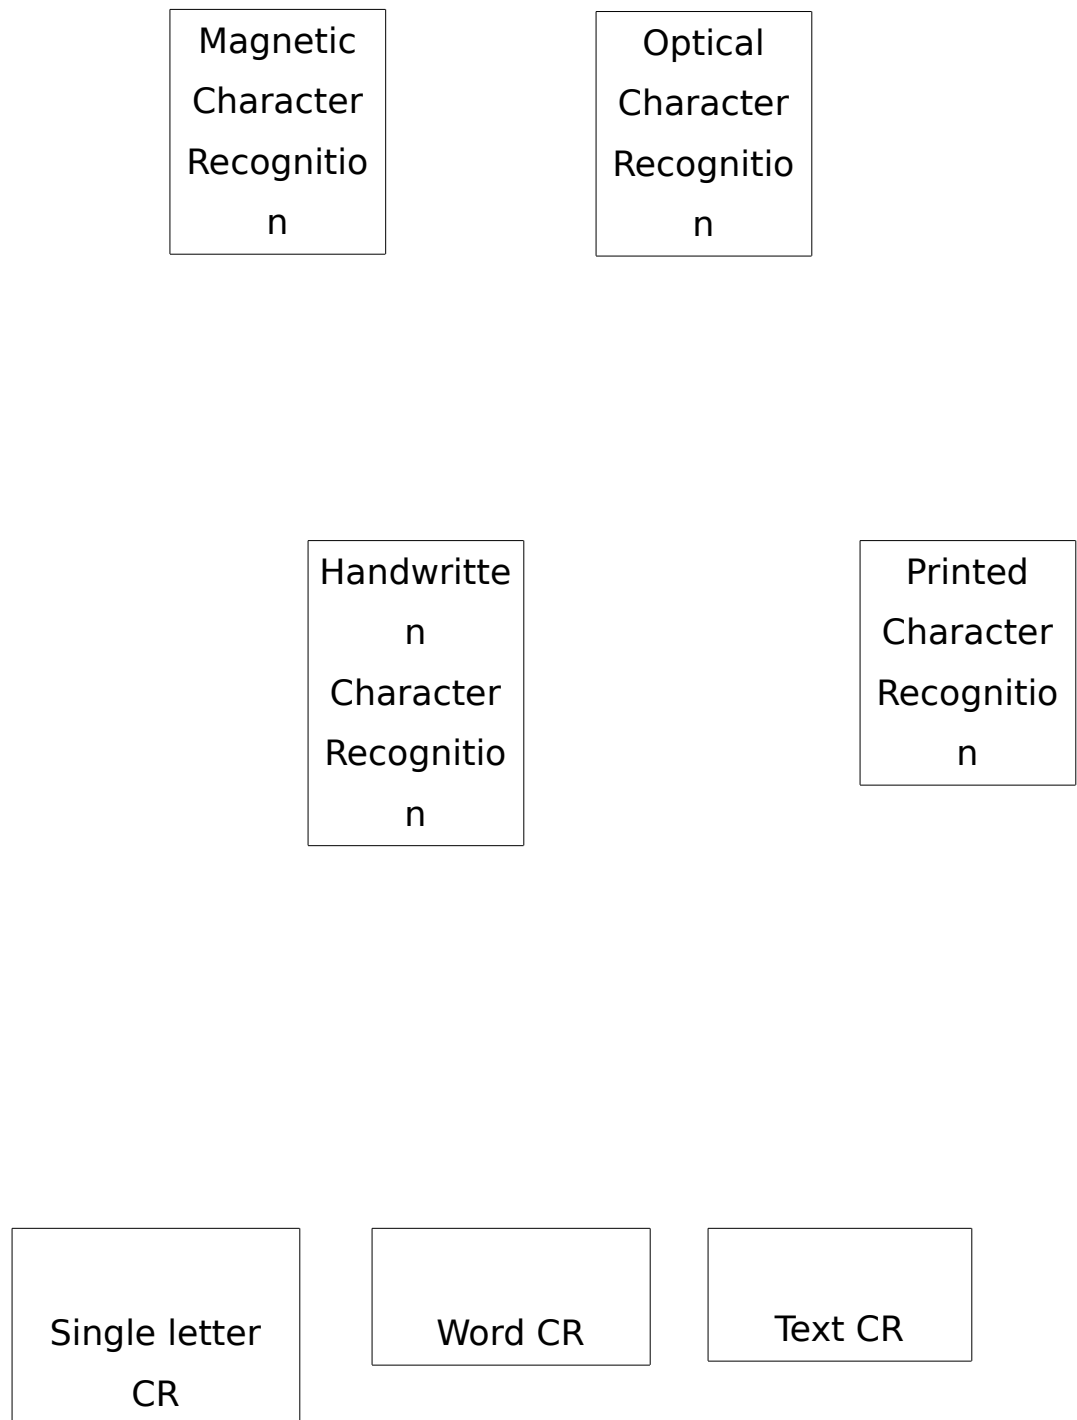 Magnetic
Character
Recognitio
n
Optical
Character
Recognitio
n
Handwritte
n
Character
Recognitio
n
Printed
Character
Recognitio
n
Single letter
CR
Word CR
Text CR